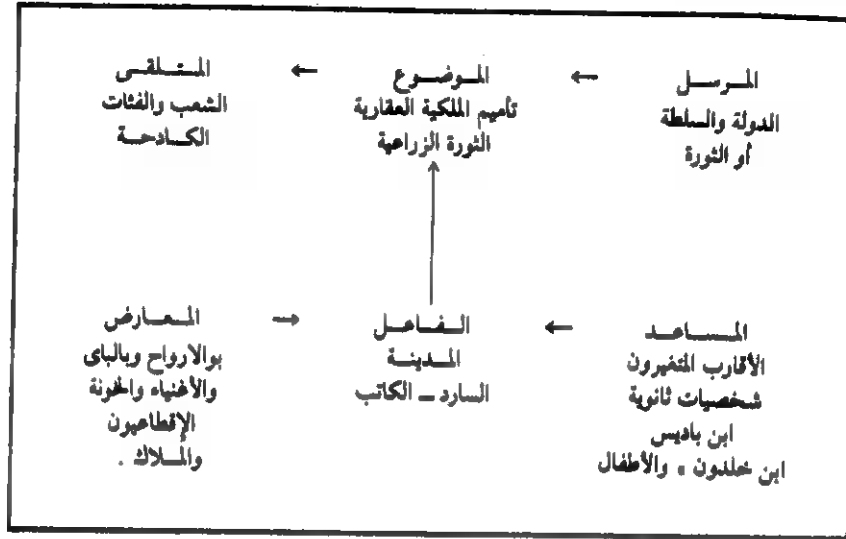 المرسل ← الموضوع ← المتلقى
الدولة والسلطة
أو الثورة
تأميم الملكية العقارية
الثورة الزراعية
الشعب والفئات
الكادحة
المساعد ← الفاعل → المعارض
الأقارب المتغيرون
شخصيات ثانوية
ابن باديس
ابن خلدون ، والأطفال
المدينة
السارد ــ الكاتب
بوالارواح وبالباى
والأغنياء والخونة
الإقطاعيون
والملاك .